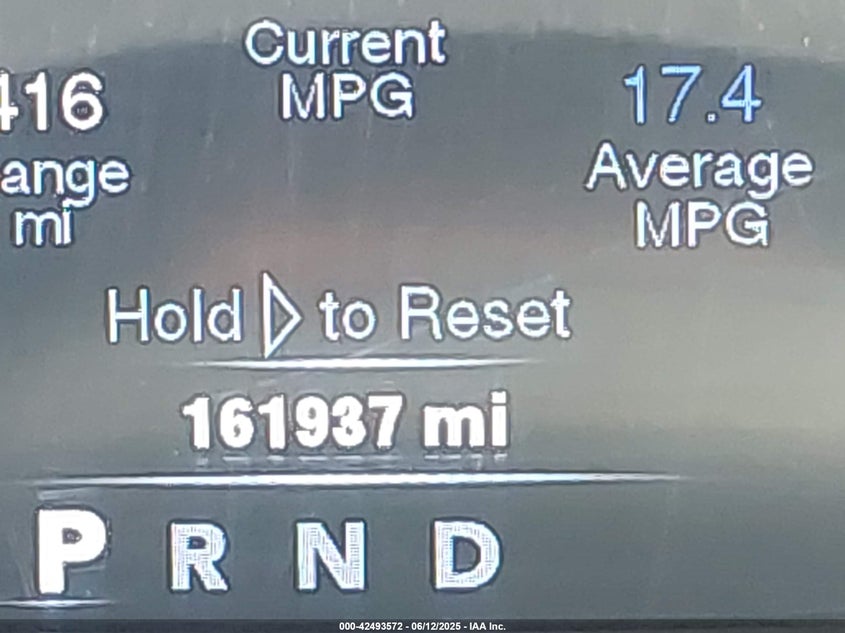 Current
MPG
416
ange
mi
17.4
Average
MPG
Hold ▷ to Reset
161937 mi
P R N D
000-42493572 - 06/12/2025 - IAA Inc.